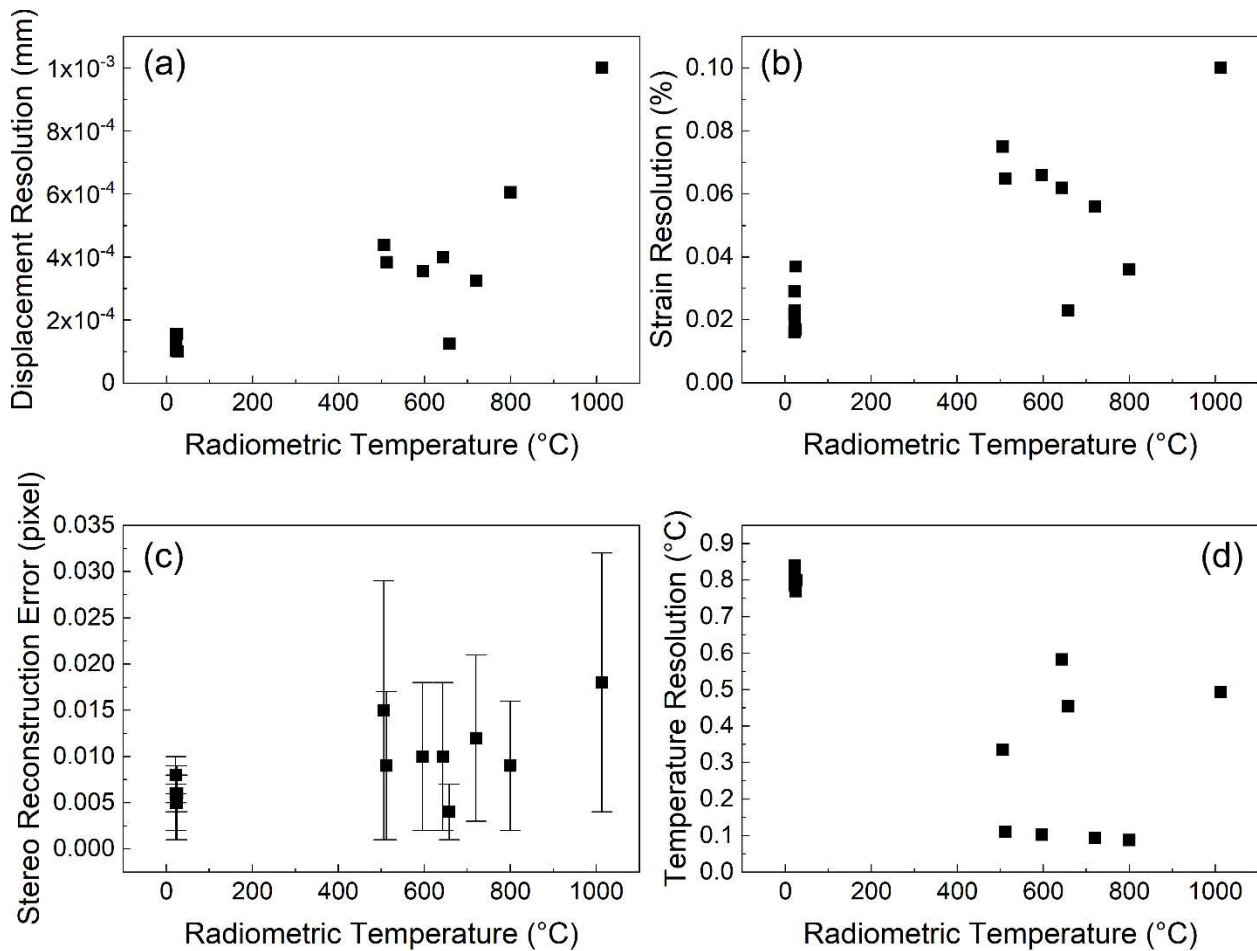 (a)
Displacement Resolution (mm)
1x10⁻³
8x10⁻⁴
6x10⁻⁴
4x10⁻⁴
2x10⁻⁴
0
0 200 400 600 800 1000
Radiometric Temperature (°C)
(b)
Strain Resolution (%)
0.10
0.08
0.06
0.04
0.02
0.00
0 200 400 600 800 1000
Radiometric Temperature (°C)
(c)
Stereo Reconstruction Error (pixel)
0.035
0.030
0.025
0.020
0.015
0.010
0.005
0.000
0 200 400 600 800 1000
Radiometric Temperature (°C)
(d)
Temperature Resolution (°C)
0.9
0.8
0.7
0.6
0.5
0.4
0.3
0.2
0.1
0.0
0 200 400 600 800 1000
Radiometric Temperature (°C)